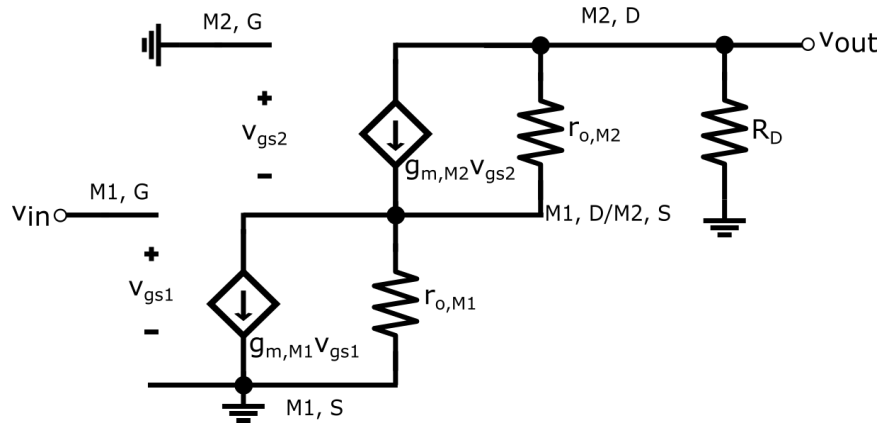 M2, G
M2, D
vout
+
vgs2
-
gm,M2vgs2
ro,M2
RD
M1, G
vin
M1, D/M2, S
+
vgs1
-
gm,M1vgs1
ro,M1
M1, S